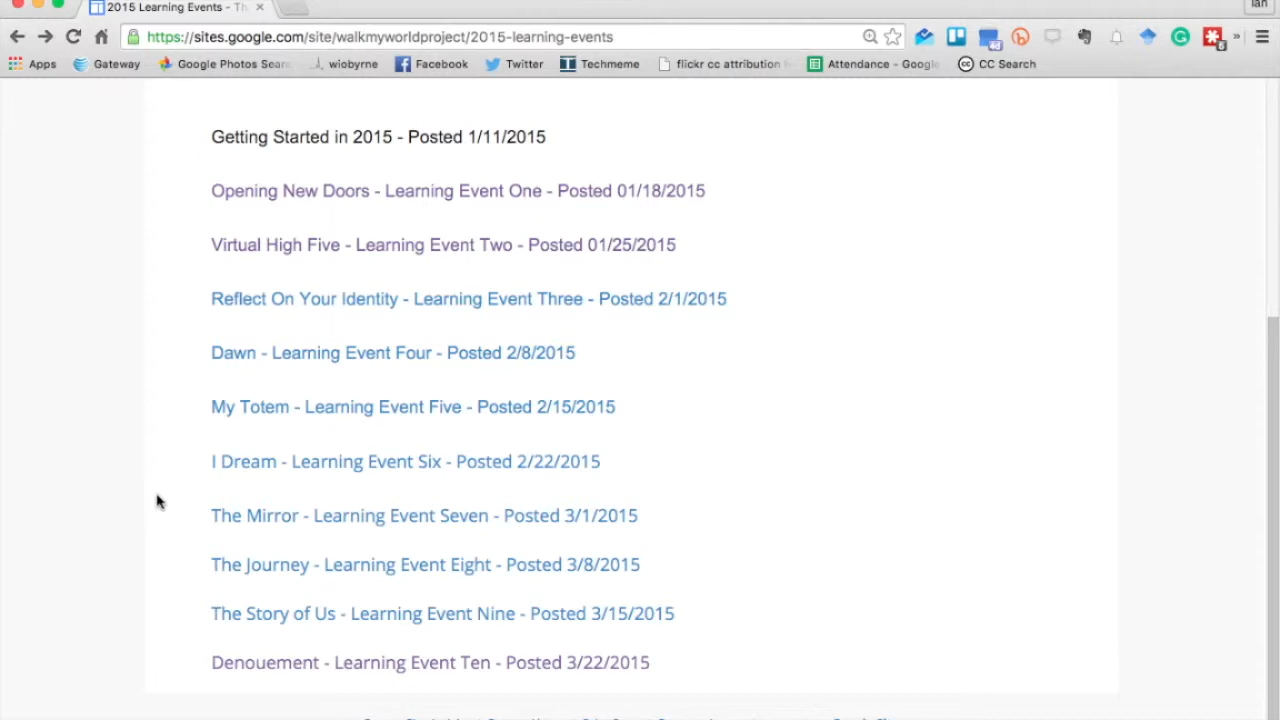 2015 Learning Events - Th
Ian
https://sites.google.com/site/walkmyworldproject/2015-learning-events
Apps Gateway Google Photos Sear wiobyrne Facebook Twitter Techmeme flickr cc attribution Attendance - Google CC Search
Getting Started in 2015 - Posted 1/11/2015
Opening New Doors - Learning Event One - Posted 01/18/2015
Virtual High Five - Learning Event Two - Posted 01/25/2015
Reflect On Your Identity - Learning Event Three - Posted 2/1/2015
Dawn - Learning Event Four - Posted 2/8/2015
My Totem - Learning Event Five - Posted 2/15/2015
I Dream - Learning Event Six - Posted 2/22/2015
The Mirror - Learning Event Seven - Posted 3/1/2015
The Journey - Learning Event Eight - Posted 3/8/2015
The Story of Us - Learning Event Nine - Posted 3/15/2015
Denouement - Learning Event Ten - Posted 3/22/2015